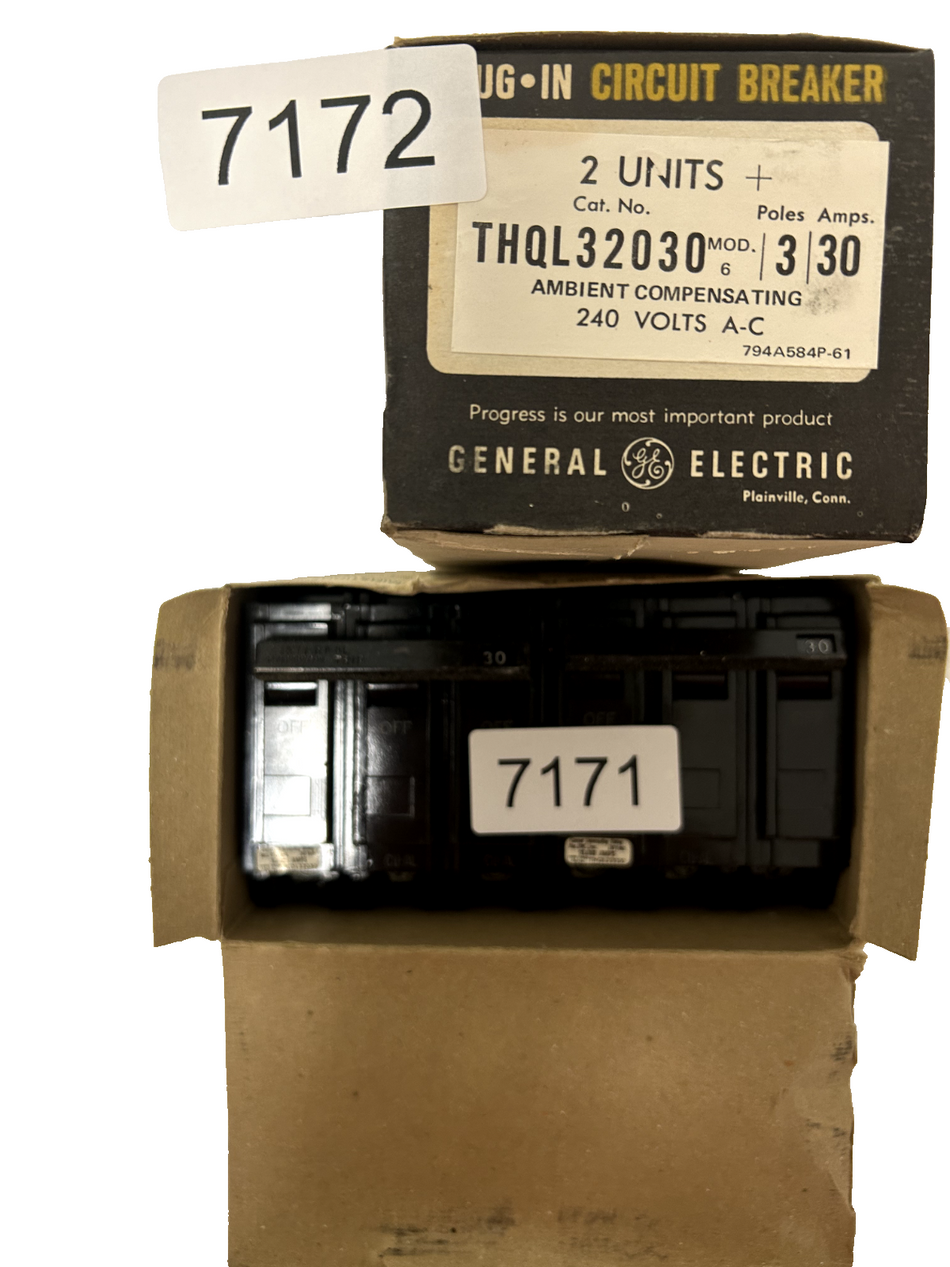 7172
UG•IN CIRCUIT BREAKER
2 UNITS +
Cat. No.
Poles Amps.
THQL32030 MOD. 6 3 30
AMBIENT COMPENSATING
240 VOLTS A-C
794A584P-61
Progress is our most important product
GENERAL GE ELECTRIC
Plainville, Conn.
30
30
OFF OFF OFF OFF
7171